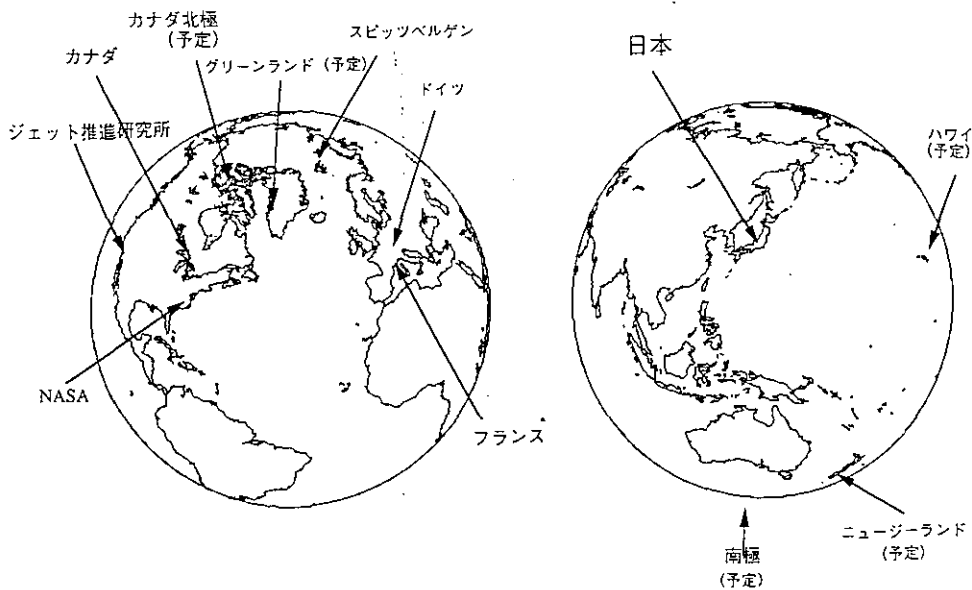 カナダ北極
(予定)
スピッツベルゲン
カナダ
グリーンランド (予定)
ドイツ
ジェット推進研究所
NASA
フランス
日本
ハワイ
(予定)
ニュージーランド
(予定)
南極
(予定)